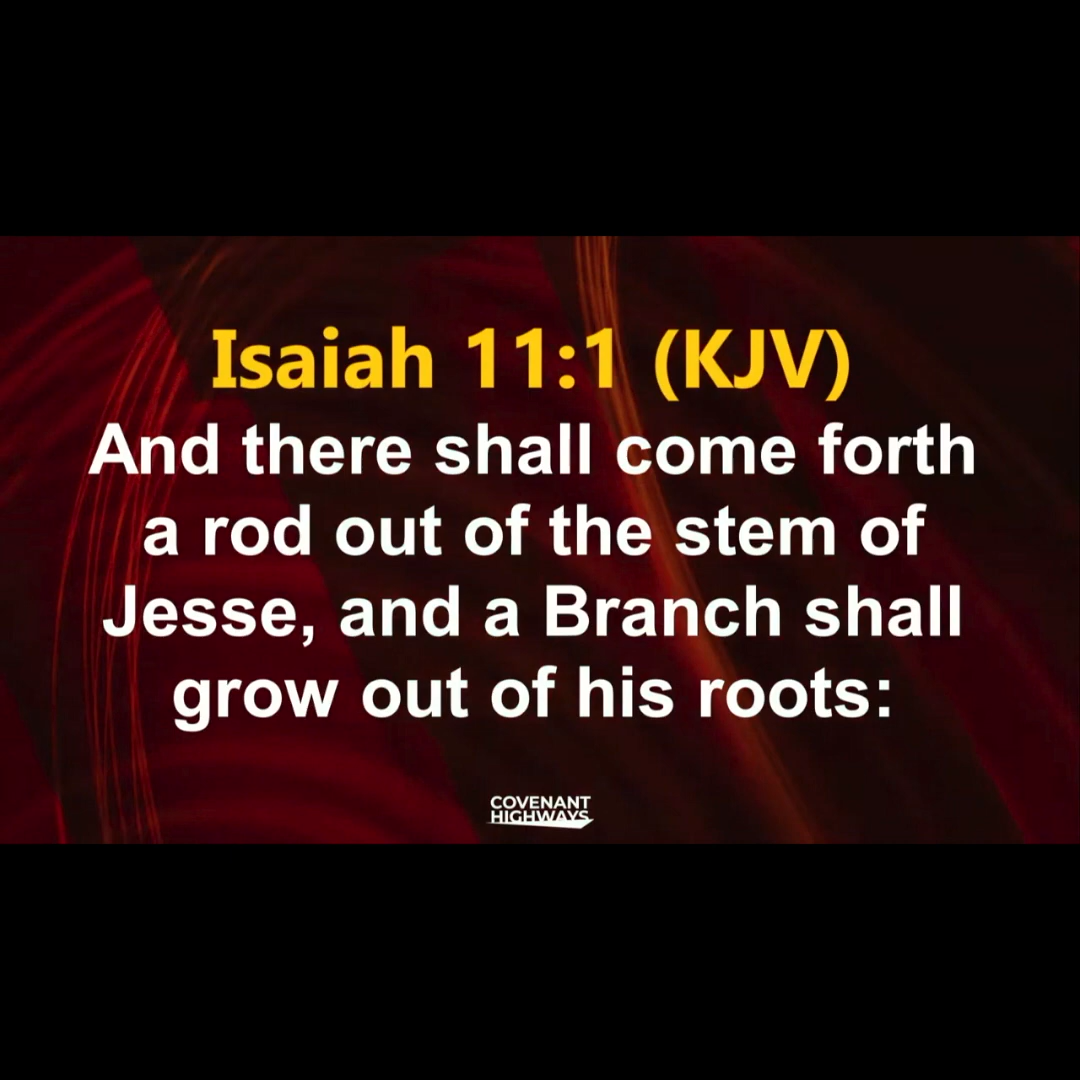 Isaiah 11:1 (KJV)
And there shall come forth
a rod out of the stem of
Jesse, and a Branch shall
grow out of his roots:
COVENANT
HIGHWAYS